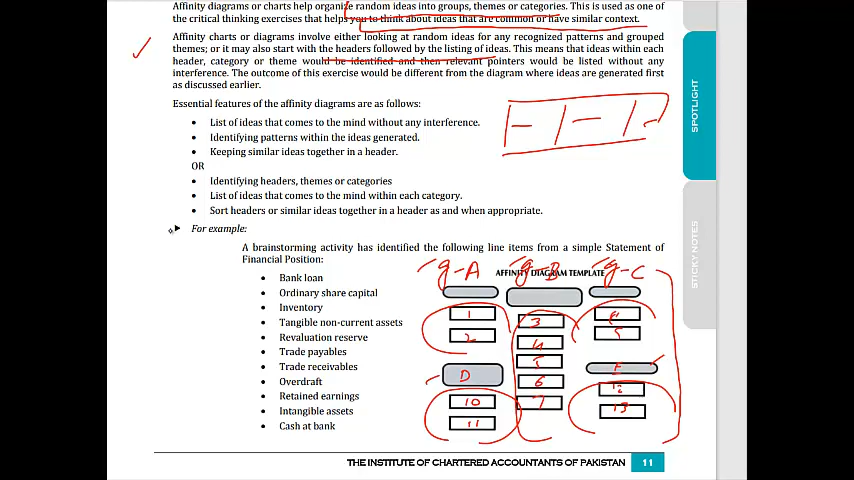 Affinity diagrams or charts help organize random ideas into groups, themes or categories. This is used as one of
the critical thinking exercises that helps you to think about ideas that are common or have similar context.
Affinity charts or diagrams involve either looking at random ideas for any recognized patterns and grouped
themes; or it may also start with the headers followed by the listing of ideas. This means that ideas within each
header, category or theme would be identified and then relevant pointers would be listed without any
interference. The outcome of this exercise would be different from the diagram where ideas are generated first
as discussed earlier.
Essential features of the affinity diagrams are as follows:
• List of ideas that comes to the mind without any interference.
• Identifying patterns within the ideas generated.
• Keeping similar ideas together in a header.
OR
• Identifying headers, themes or categories
• List of ideas that comes to the mind within each category.
• Sort headers or similar ideas together in a header as and when appropriate.
For example:
A brainstorming activity has identified the following line items from a simple Statement of
Financial Position:
• Bank loan
• Ordinary share capital
• Inventory
• Tangible non-current assets
• Revaluation reserve
• Trade payables
• Trade receivables
• Overdraft
• Retained earnings
• Intangible assets
• Cash at bank
g-A g-B g-C
AFFINITY DIAGRAM TEMPLATE
1
2
D
10
11
3
4
5
6
7
5
E
12
13
SPOTLIGHT
STICKY NOTES
THE INSTITUTE OF CHARTERED ACCOUNTANTS OF PAKISTAN 11